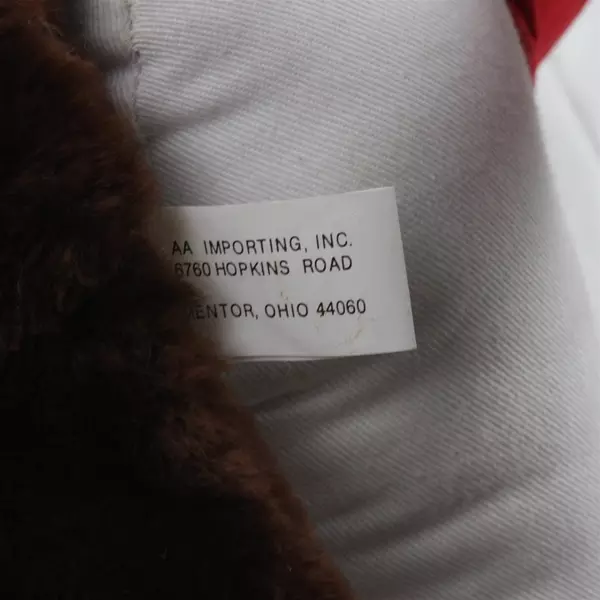 AA IMPORTING, INC.
6760 HOPKINS ROAD
MENTOR, OHIO 44060